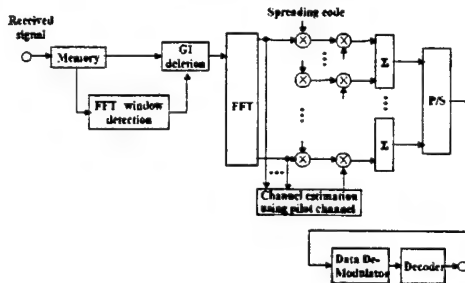 Spreading code
Received
signal
Memory
GI
deletion
FFT window
detection
FFT
Σ
Σ
P/S
Channel estimation
using pilot channel
Data De-
Modulator
Decoder